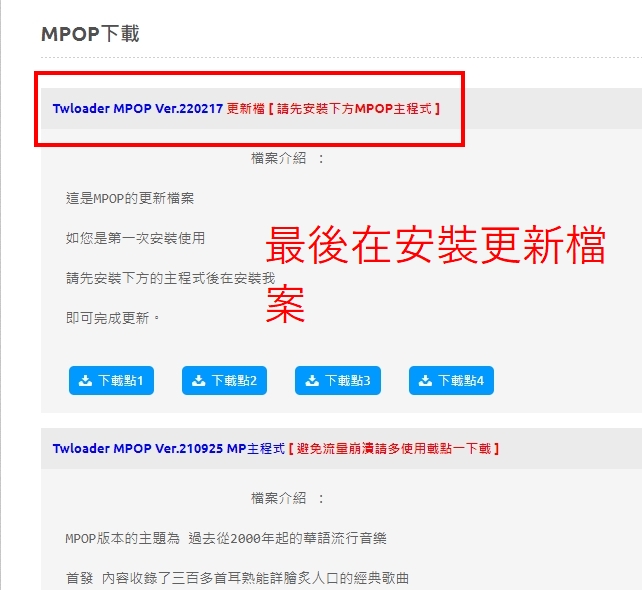 MPOP下載
Twloader MPOP Ver.220217 更新檔【請先安裝下方MPOP主程式】
檔案介紹 ：
這是MPOP的更新檔案
如您是第一次安裝使用
請先安裝下方的主程式後在安裝我
即可完成更新。
最後在安裝更新檔
案
下載點1 下載點2 下載點3 下載點4
Twloader MPOP Ver.210925 MP主程式【避免流量崩潰請多使用載點一下載】
檔案介紹 ：
MPOP版本的主題為 過去從2000年起的華語流行音樂
首發 內容收錄了三百多首耳熟能詳膾炙人口的經典歌曲